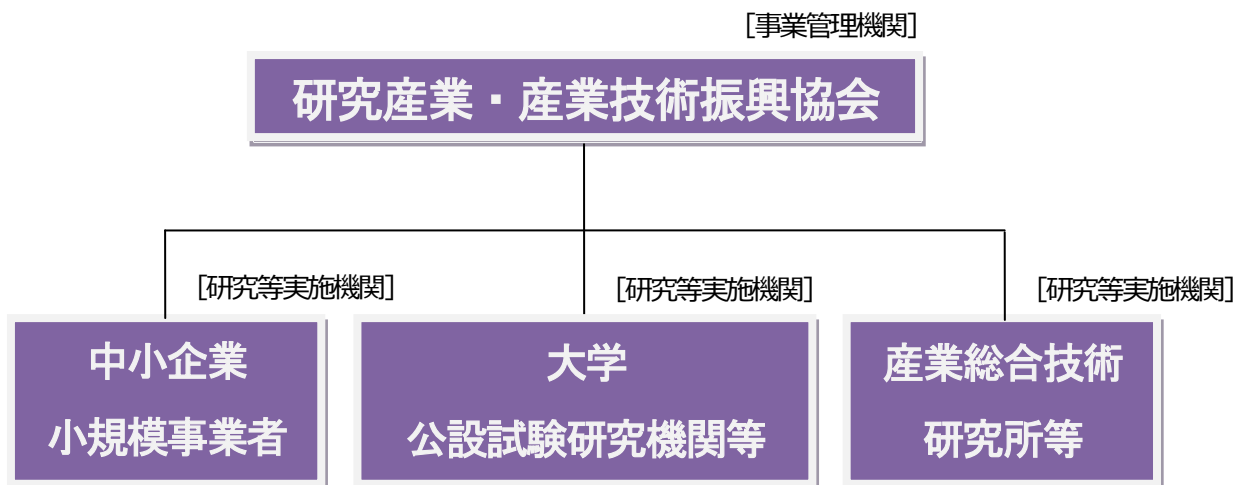 [事業管理機関]
研究産業・産業技術振興協会
[研究等実施機関]
中小企業
小規模事業者
[研究等実施機関]
大学
公設試験研究機関等
[研究等実施機関]
産業総合技術
研究所等